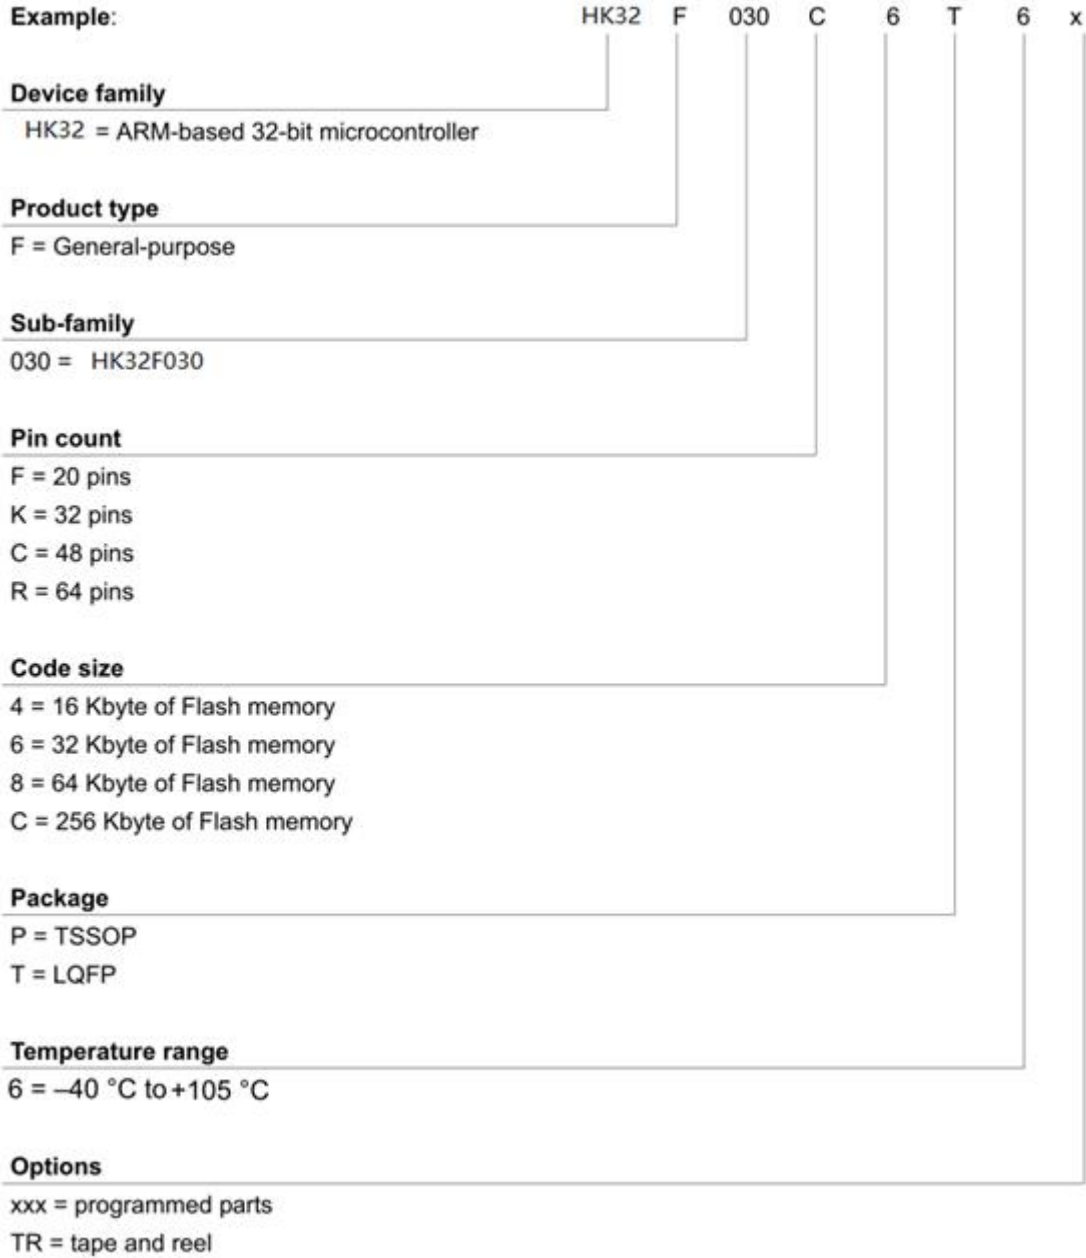 Example: HK32 F 030 C 6 T 6 x
Device family
HK32 = ARM-based 32-bit microcontroller
Product type
F = General-purpose
Sub-family
030 = HK32F030
Pin count
F = 20 pins
K = 32 pins
C = 48 pins
R = 64 pins
Code size
4 = 16 Kbyte of Flash memory
6 = 32 Kbyte of Flash memory
8 = 64 Kbyte of Flash memory
C = 256 Kbyte of Flash memory
Package
P = TSSOP
T = LQFP
Temperature range
6 = –40 °C to +105 °C
Options
xxx = programmed parts
TR = tape and reel